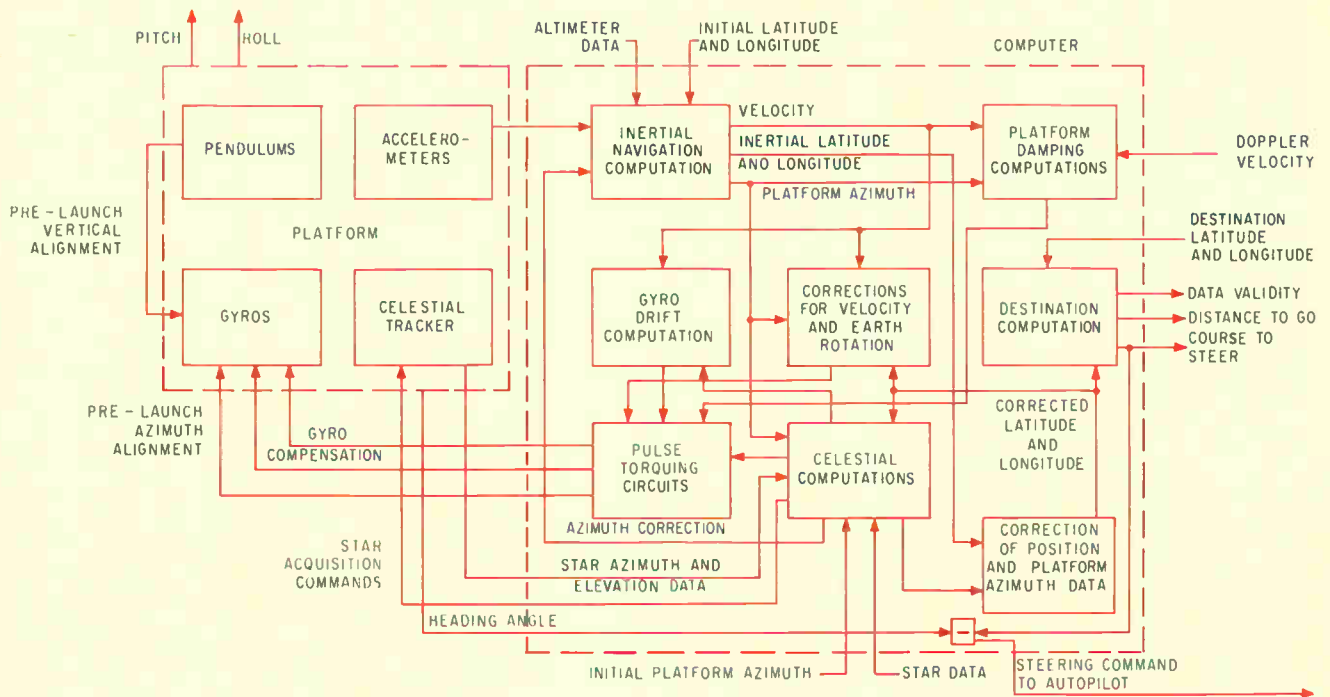 PITCH
ROLL
ALTIMETER
DATA
INITIAL LATITUDE
AND LONGITUDE
COMPUTER
PENDULUMS
ACCELERO-
METERS
PLATFORM
PRE-LAUNCH
VERTICAL
ALIGNMENT
GYROS
CELESTIAL
TRACKER
INERTIAL
NAVIGATION
COMPUTATION
VELOCITY
INERTIAL LATITUDE
AND LONGITUDE
PLATFORM AZIMUTH
PLATFORM
DAMPING
COMPUTATIONS
DOPPLER
VELOCITY
DESTINATION
LATITUDE
AND LONGITUDE
GYRO
DRIFT
COMPUTATION
CORRECTIONS
FOR VELOCITY
AND EARTH
ROTATION
DESTINATION
COMPUTATION
DATA VALIDITY
DISTANCE TO GO
COURSE TO
STEER
PRE-LAUNCH
AZIMUTH
ALIGNMENT
GYRO
COMPENSATION
PULSE
TORQUING
CIRCUITS
CELESTIAL
COMPUTATIONS
CORRECTED
LATITUDE
AND
LONGITUDE
AZIMUTH CORRECTION
STAR
ACQUISITION
COMMANDS
STAR AZIMUTH AND
ELEVATION DATA
CORRECTION
OF POSITION
AND PLATFORM
AZIMUTH DATA
HEADING ANGLE
−
INITIAL PLATFORM AZIMUTH
STAR DATA
STEERING COMMAND
TO AUTOPILOT